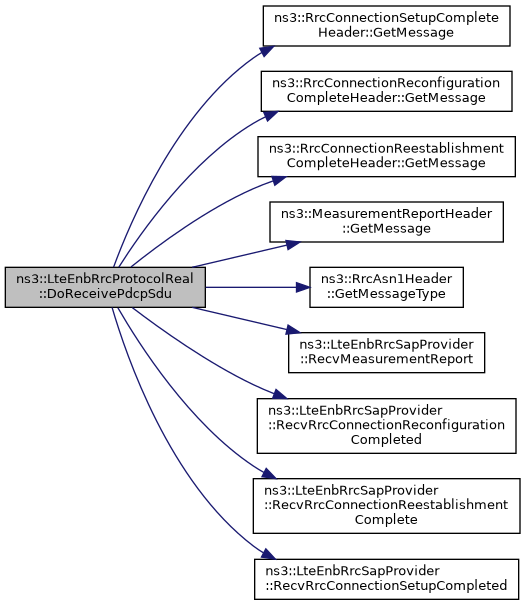 ns3::RrcConnectionSetupComplete
Header::GetMessage
ns3::RrcConnectionReconfiguration
CompleteHeader::GetMessage
ns3::RrcConnectionReestablishment
CompleteHeader::GetMessage
ns3::MeasurementReportHeader
::GetMessage
ns3::LteEnbRrcProtocolReal
::DoReceivePdcpSdu
ns3::RrcAsn1Header
::GetMessageType
ns3::LteEnbRrcSapProvider
::RecvMeasurementReport
ns3::LteEnbRrcSapProvider
::RecvRrcConnectionReconfiguration
Completed
ns3::LteEnbRrcSapProvider
::RecvRrcConnectionReestablishment
Complete
ns3::LteEnbRrcSapProvider
::RecvRrcConnectionSetupCompleted